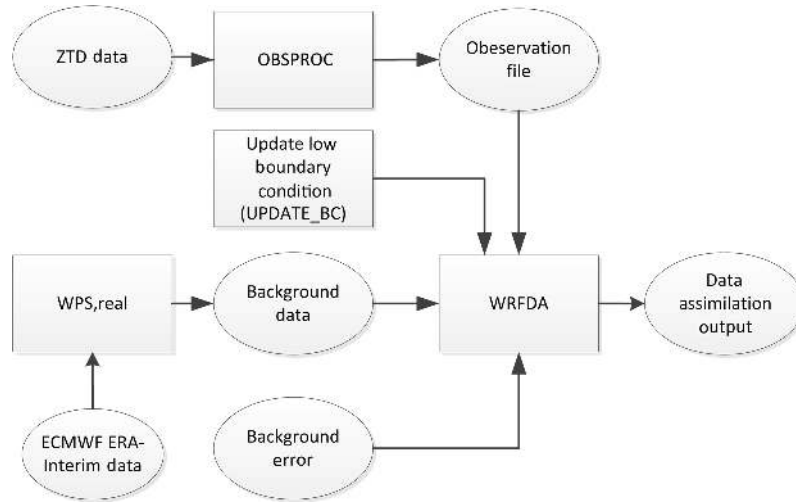 ZTD data
OBSPROC
Obeservation
file
Update low
boundary
condition
(UPDATE_BC)
WPS,real
Background
data
WRFDA
Data
assimilation
output
ECMWF ERA-
Interim data
Background
error